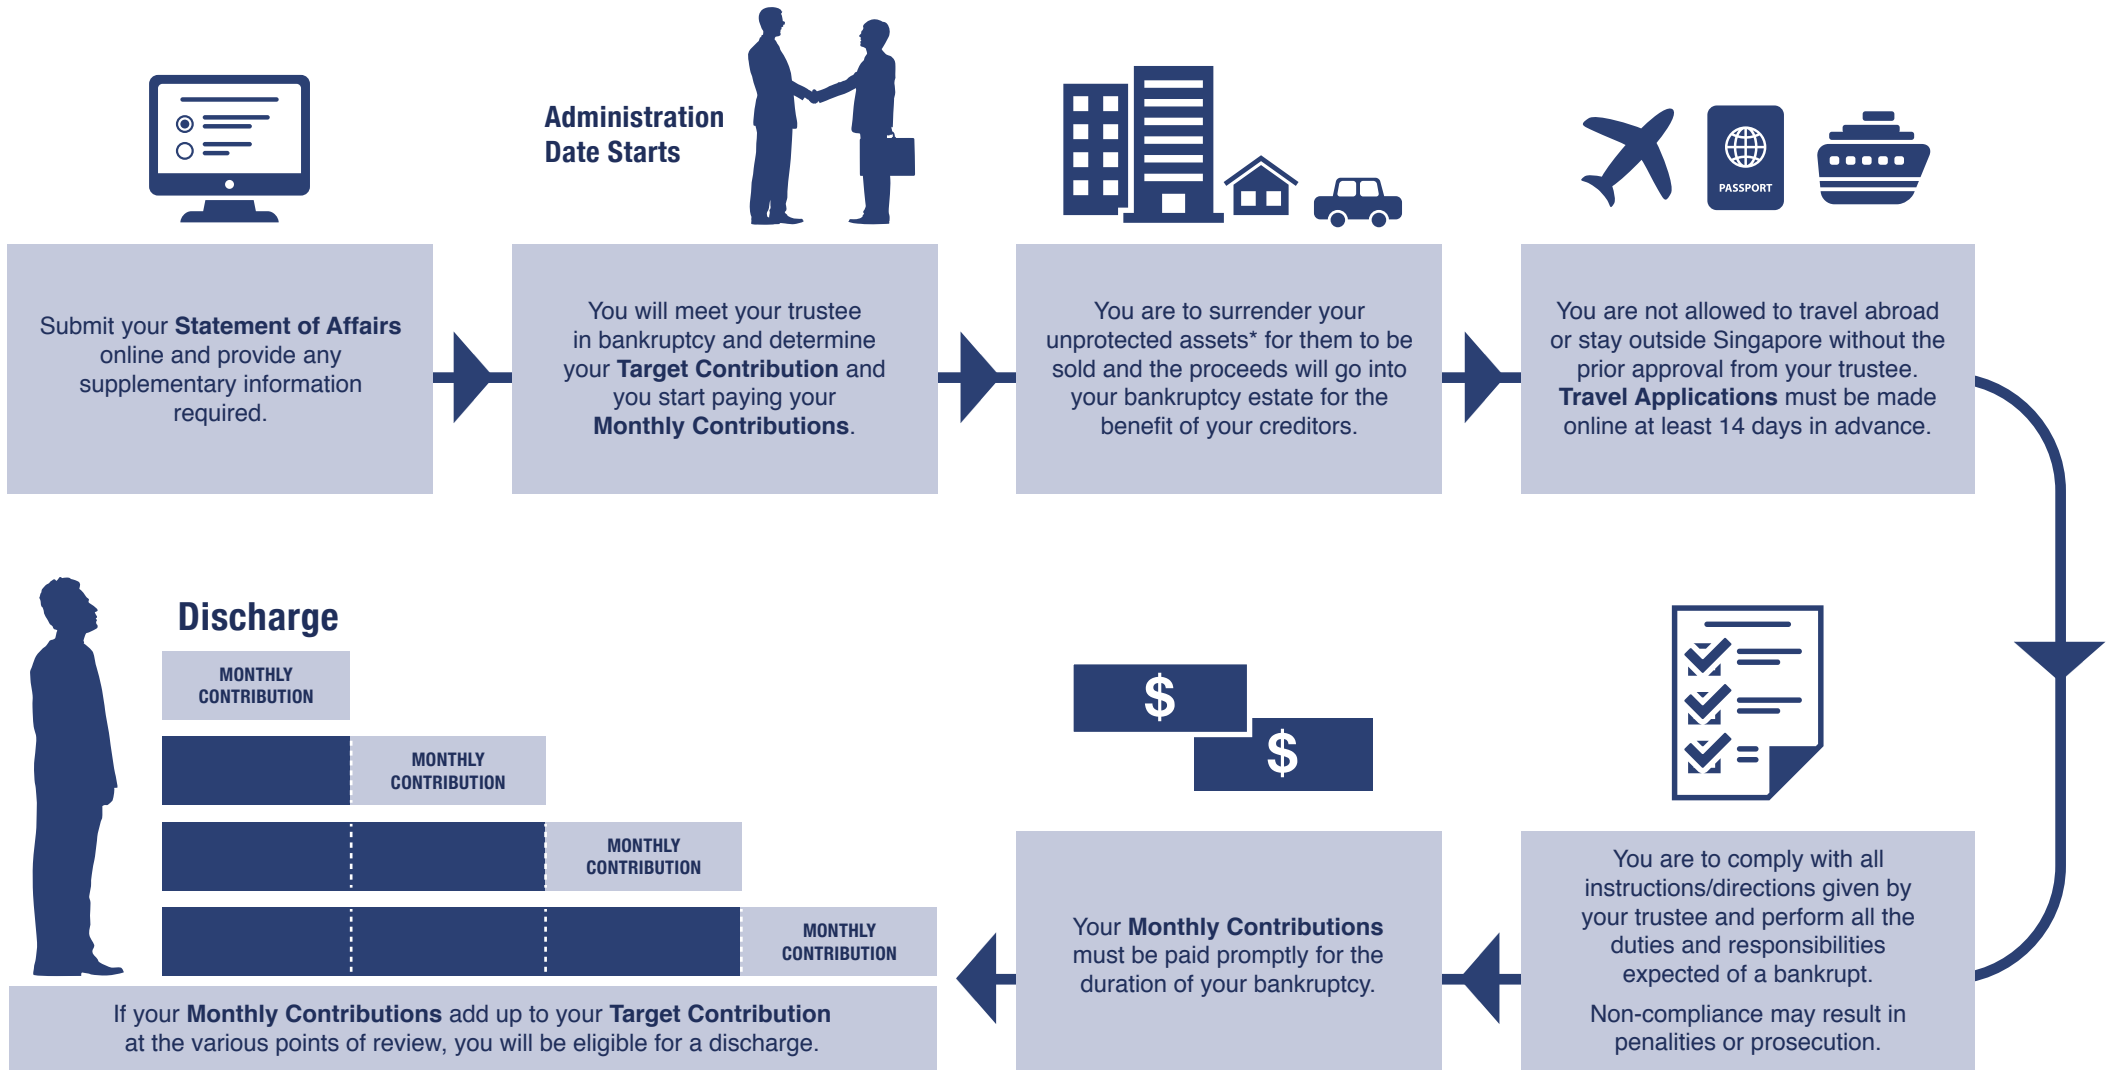 Administration
Date Starts
PASSPORT
Submit your Statement of Affairs
online and provide any
supplementary information
required.
You will meet your trustee
in bankruptcy and determine
your Target Contribution and
you start paying your
Monthly Contributions.
You are to surrender your
unprotected assets* for them to be
sold and the proceeds will go into
your bankruptcy estate for the
benefit of your creditors.
You are not allowed to travel abroad
or stay outside Singapore without the
prior approval from your trustee.
Travel Applications must be made
online at least 14 days in advance.
You are to comply with all
instructions/directions given by
your trustee and perform all the
duties and responsibilities
expected of a bankrupt.
Non-compliance may result in
penalities or prosecution.
$
$
Your Monthly Contributions
must be paid promptly for the
duration of your bankruptcy.
Discharge
MONTHLY
CONTRIBUTION
MONTHLY
CONTRIBUTION
MONTHLY
CONTRIBUTION
MONTHLY
CONTRIBUTION
If your Monthly Contributions add up to your Target Contribution
at the various points of review, you will be eligible for a discharge.